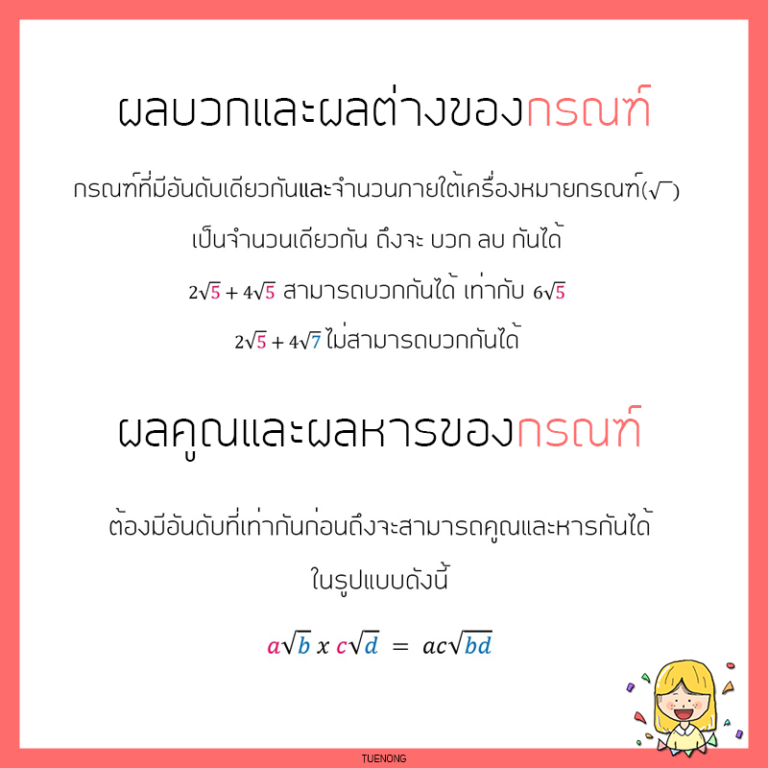 ผลบวกและผลต่างของกรณฑ์
กรณฑ์ที่มีอันดับเดียวกันและจำนวนภายใต้เครื่องหมายกรณฑ์(√‾)
เป็นจำนวนเดียวกัน ถึงจะ บวก ลบ กันได้
2√5 + 4√5 สามารถบวกกันได้ เท่ากับ 6√5
2√5 + 4√7 ไม่สามารถบวกกันได้
ผลคูณและผลหารของกรณฑ์
ต้องมีอันดับที่เท่ากันก่อนถึงจะสามารถคูณและหารกันได้
ในรูปแบบดังนี้
a√b x c√d = ac√bd
TUENONG